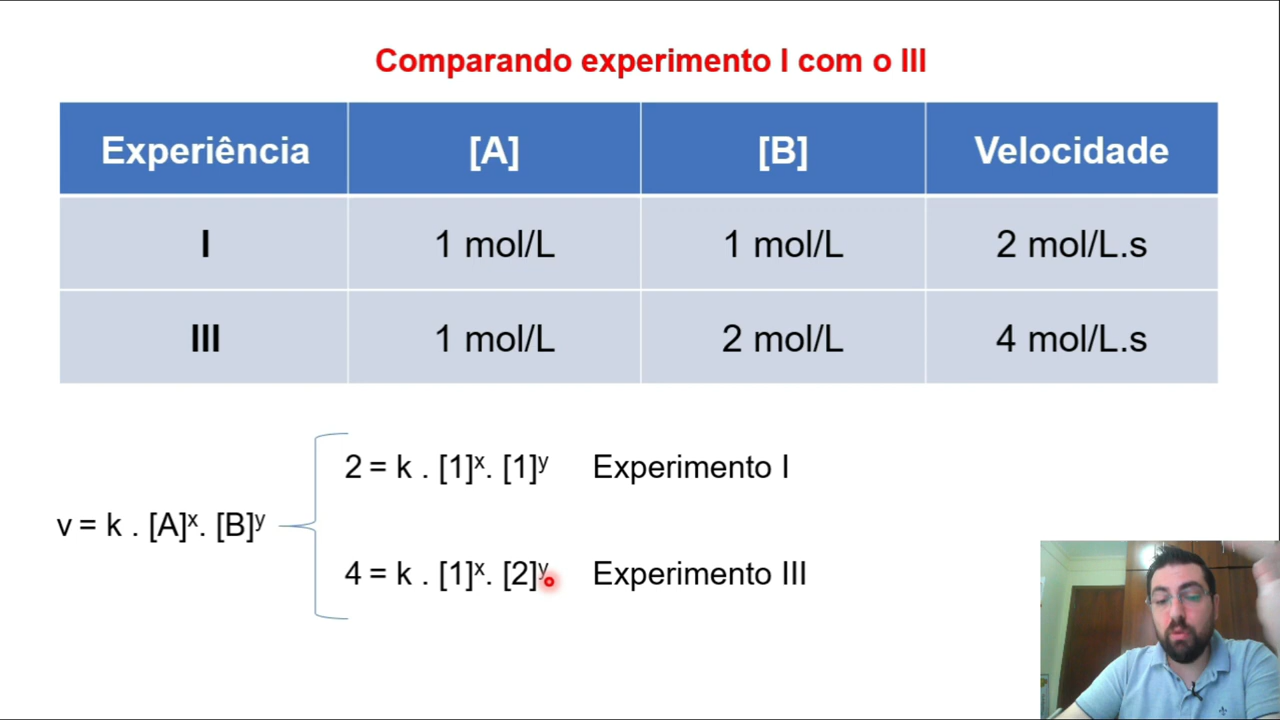 Comparando experimento I com o III
Experiência [A] [B] Velocidade
I 1 mol/L 1 mol/L 2 mol/L.s
III 1 mol/L 2 mol/L 4 mol/L.s
2 = k . [1]ˣ. [1]ʸ Experimento I
v = k . [A]ˣ. [B]ʸ
4 = k . [1]ˣ. [2]ʸ Experimento III